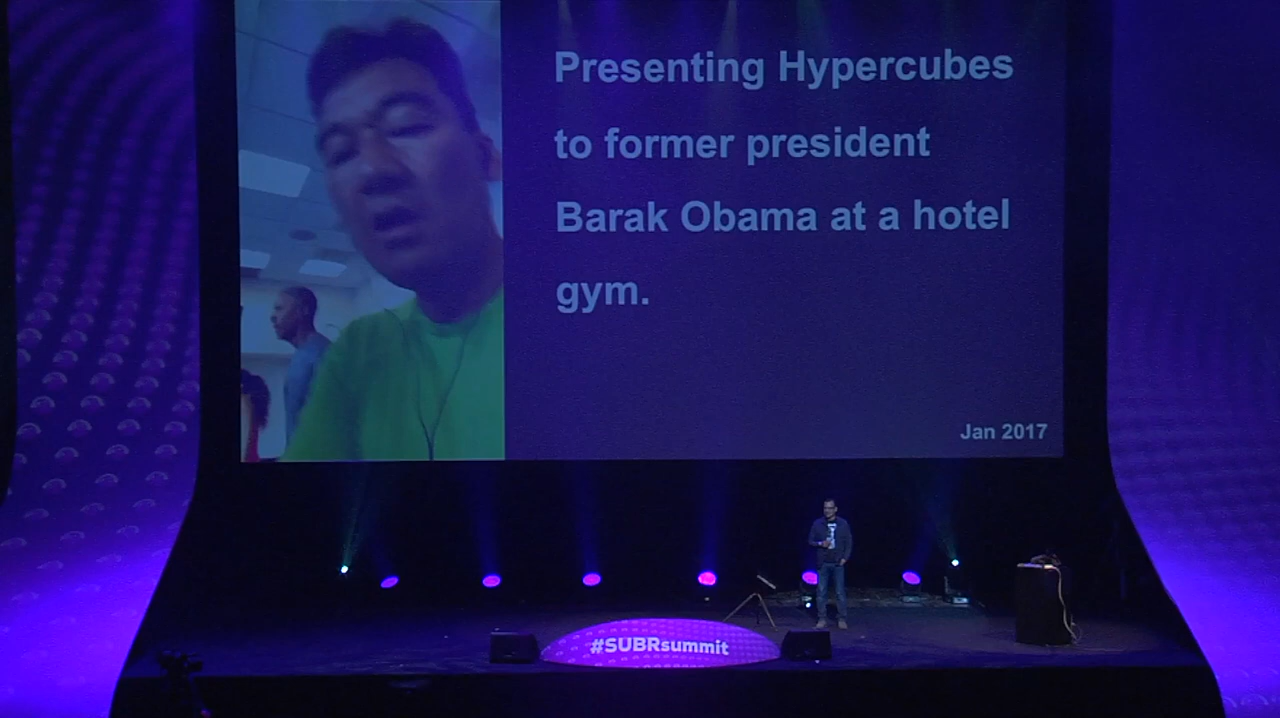 Presenting Hypercubes
to former president
Barak Obama at a hotel
gym.
Jan 2017
#SUBRsummit